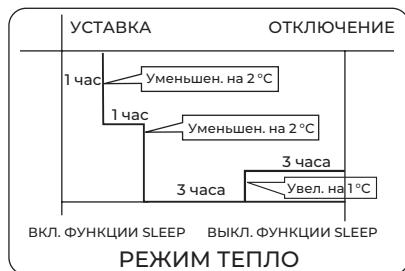 УСТАВКА ОТКЛЮЧЕНИЕ
1 час Уменьшен. на 2 °C
1 час Уменьшен. на 2 °C
3 часа
3 часа Увел. на 1 °C
ВКЛ. ФУНКЦИИ SLEEP ВЫКЛ. ФУНКЦИИ SLEEP
РЕЖИМ ТЕПЛО